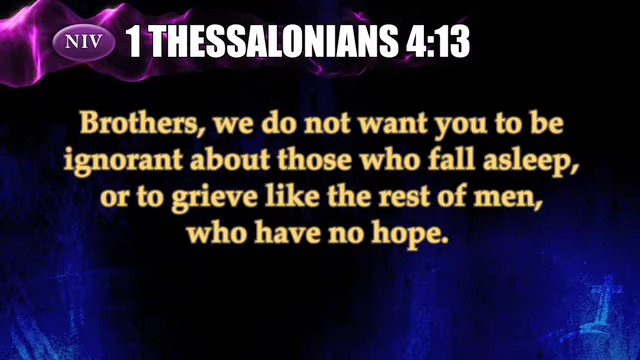 NIV 1 THESSALONIANS 4:13
Brothers, we do not want you to be
ignorant about those who fall asleep,
or to grieve like the rest of men,
who have no hope.